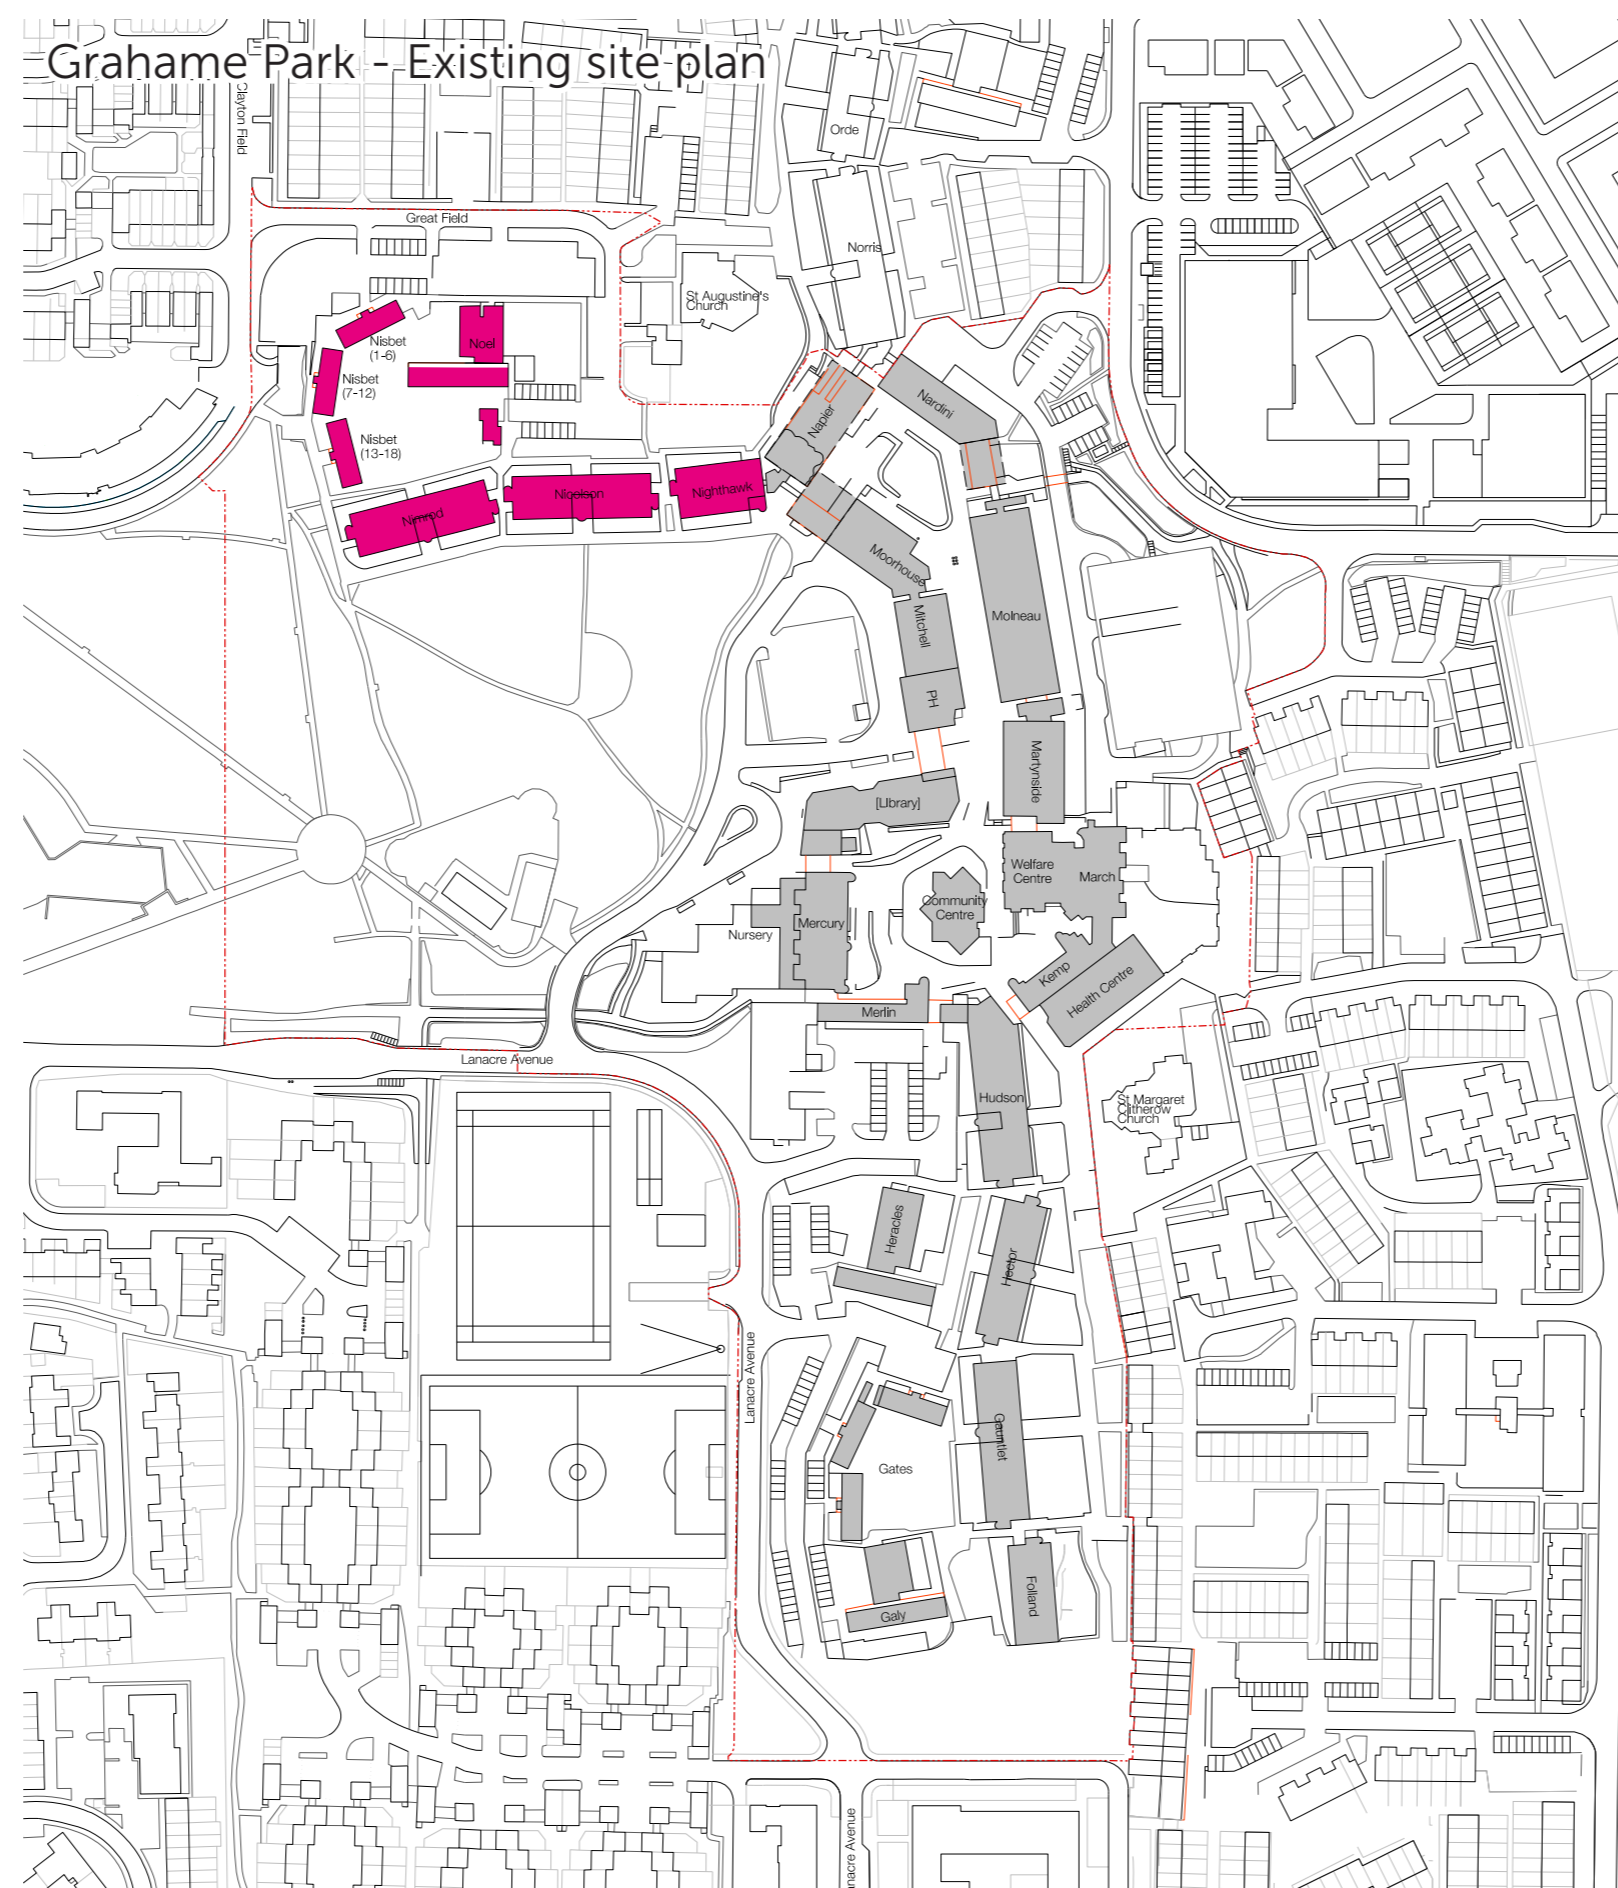 Grahame Park - Existing site plan
Clayton Field
Orde
Great Field
Norris
St Augustine's
Church
Nisbet
(1-6)
Noel
Nisbet
(7-12)
Nardini
Napier
Nisbet
(13-18)
Nimrod
Nicolson
Nighthawk
Moorhouse
Mitchell
Molneau
PH
Martynside
[Library]
Welfare
Centre
March
Community
Centre
Mercury
Nursery
Kemp
Health Centre
Merlin
Lanacre Avenue
Hudson
St Margaret
Clitherow
Church
Heracles
Hector
Lanacre Avenue
Gauntlet
Gates
Folland
Galy
anacre Avenue